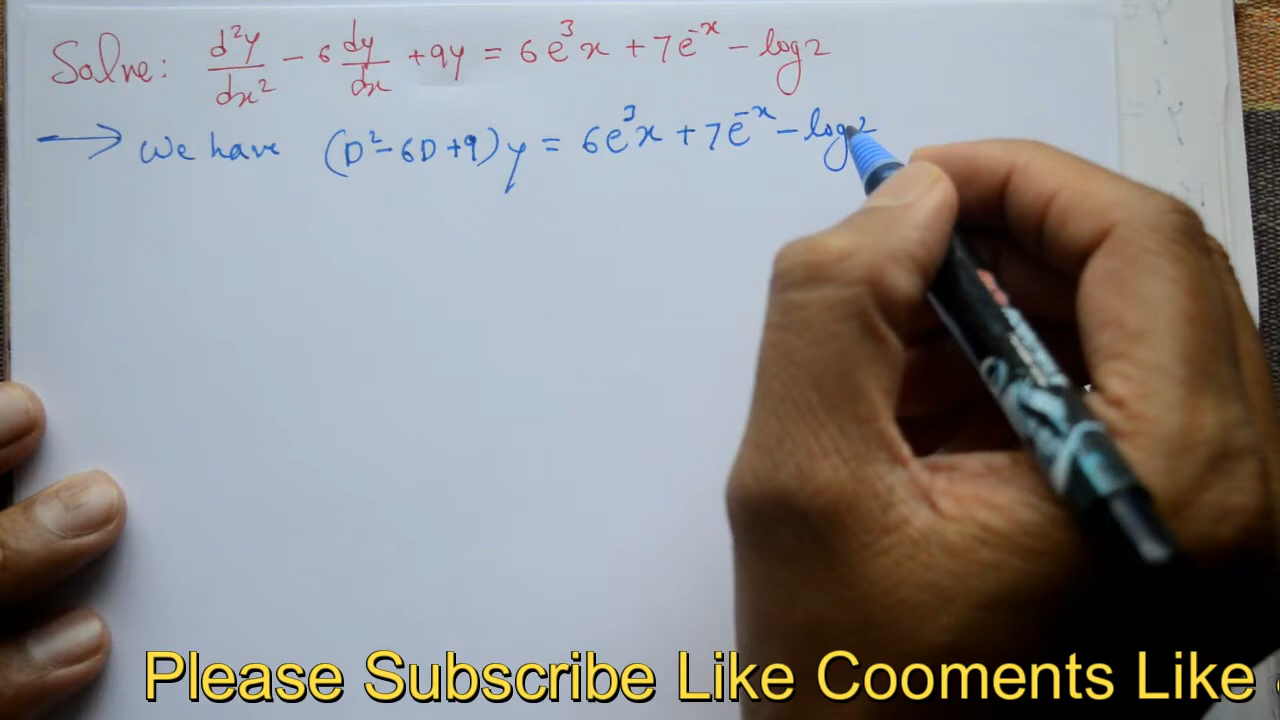 Solve: d²y/dx² - 6 dy/dx + 9y = 6e³x + 7e⁻ˣ - log2
→ We have (D² - 6D + 9) y = 6e³x + 7e⁻ˣ - log2
Please Subscribe Like Cooments Like